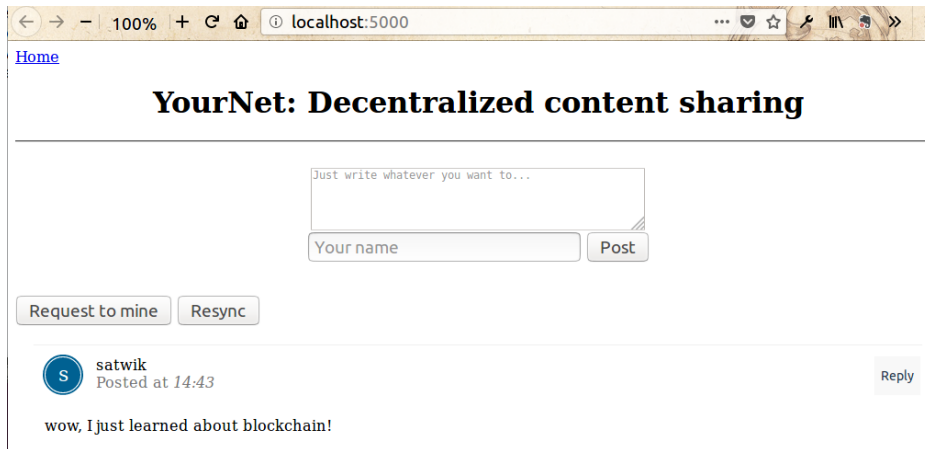 100%
localhost:5000
Home
YourNet: Decentralized content sharing
Just write whatever you want to...
Your name
Post
Request to mine
Resync
S
satwik
Posted at 14:43
Reply
wow, I just learned about blockchain!